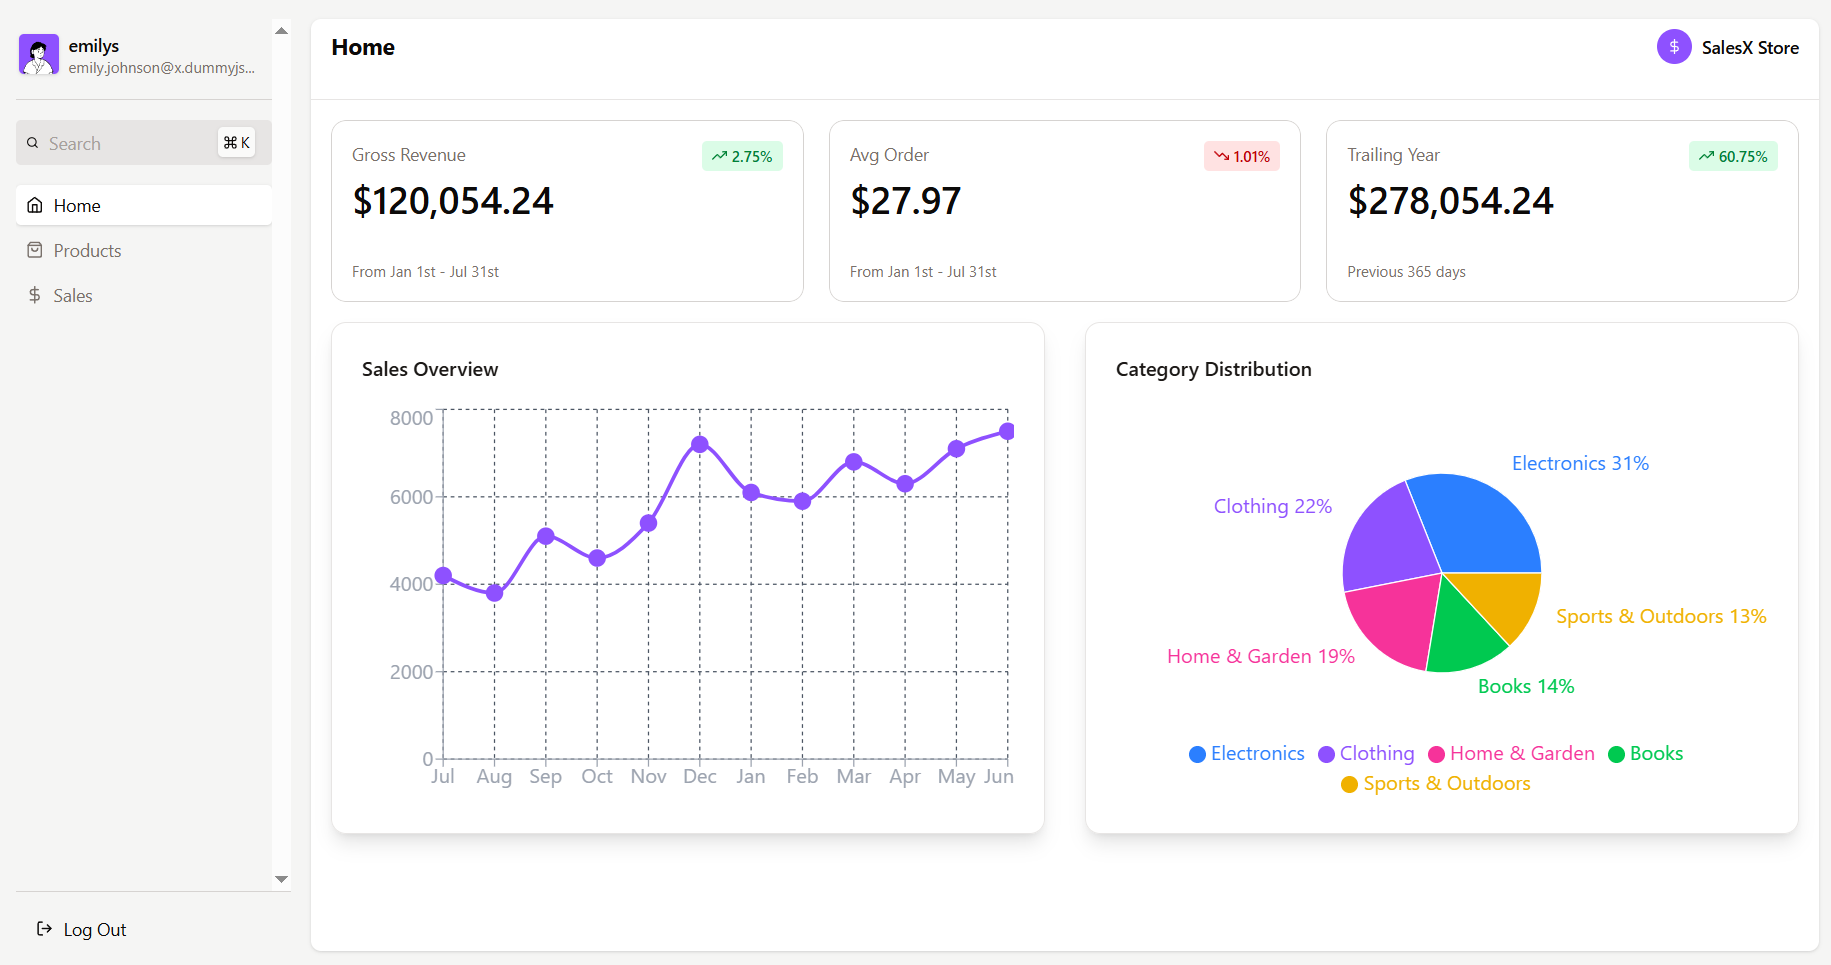 emilys
emily.johnson@x.dummyjs...
Search
⌘ K
Home
Products
Sales
Log Out
Home
$ SalesX Store
Gross Revenue
2.75%
$120,054.24
From Jan 1st - Jul 31st
Avg Order
1.01%
$27.97
From Jan 1st - Jul 31st
Trailing Year
60.75%
$278,054.24
Previous 365 days
Sales Overview
8000
6000
4000
2000
0
Jul Aug Sep Oct Nov Dec Jan Feb Mar Apr May Jun
Category Distribution
Electronics 31%
Clothing 22%
Sports & Outdoors 13%
Home & Garden 19%
Books 14%
Electronics Clothing Home & Garden Books
Sports & Outdoors